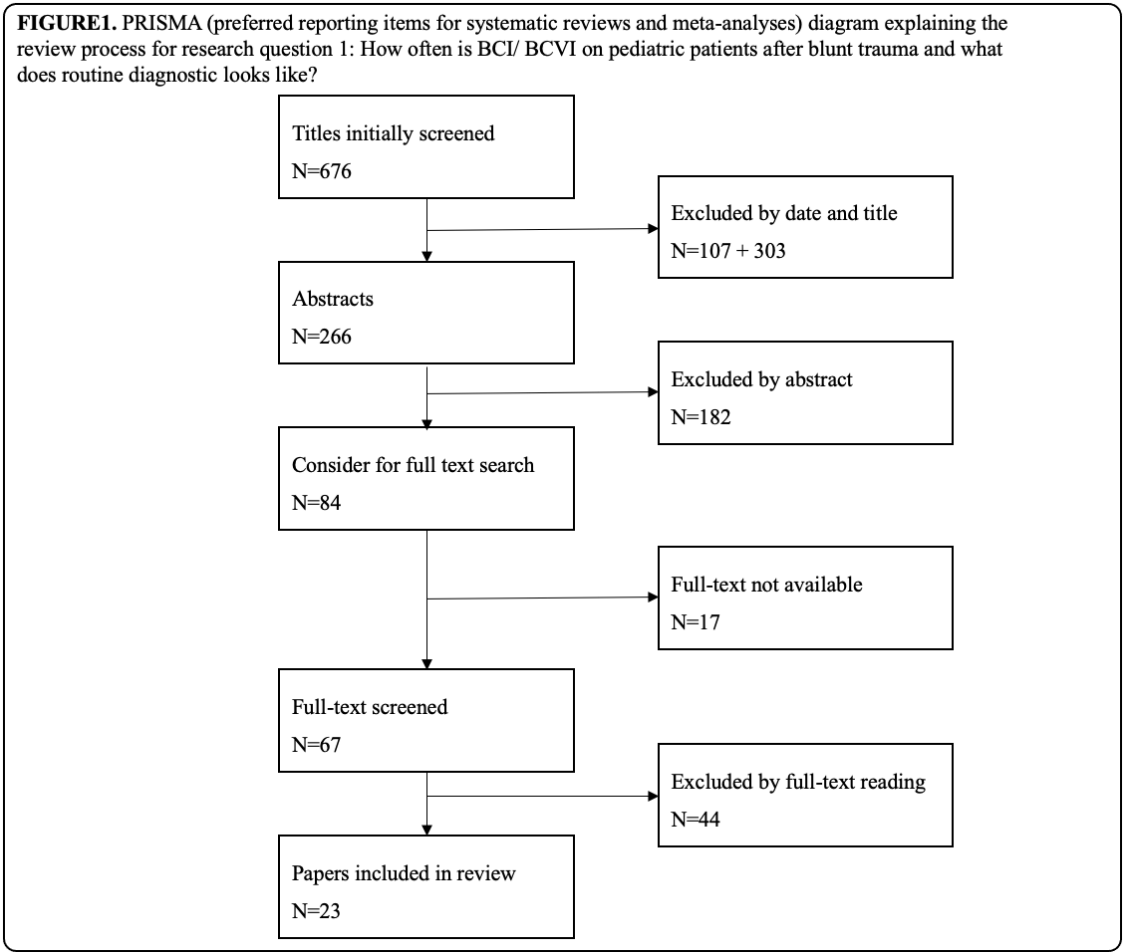 FIGURE1. PRISMA (preferred reporting items for systematic reviews and meta-analyses) diagram explaining the
review process for research question 1: How often is BCI/ BCVI on pediatric patients after blunt trauma and what
does routine diagnostic looks like?
Titles initially screened
N=676
Excluded by date and title
N=107 + 303
Abstracts
N=266
Excluded by abstract
N=182
Consider for full text search
N=84
Full-text not available
N=17
Full-text screened
N=67
Excluded by full-text reading
N=44
Papers included in review
N=23